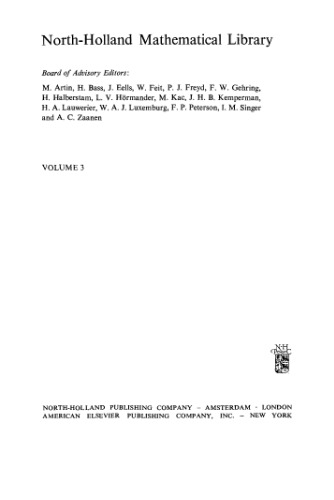 North-Holland Mathematical Library
Board of Advisory Editors:
M. Artin, H. Bass, J. Eells, W. Feit, P. J. Freyd, F. W. Gehring,
H. Halberstam, L. V. Hörmander, M. Kac, J. H. B. Kemperman,
H. A. Lauwerier, W. A. J. Luxemburg, F. P. Peterson, I. M. Singer
and A. C. Zaanen
VOLUME 3
NORTH-HOLLAND PUBLISHING COMPANY – AMSTERDAM · LONDON
AMERICAN ELSEVIER PUBLISHING COMPANY, INC. – NEW YORK